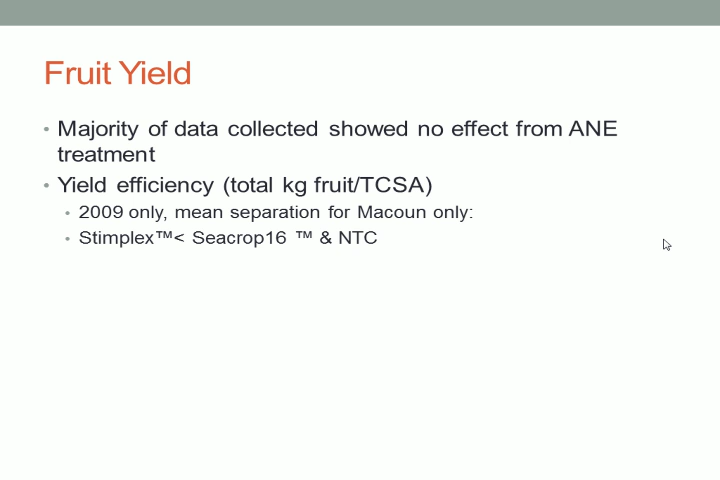 Fruit Yield
• Majority of data collected showed no effect from ANE
treatment
• Yield efficiency (total kg fruit/TCSA)
• 2009 only, mean separation for Macoun only:
• Stimplex™< Seacrop16 ™ & NTC